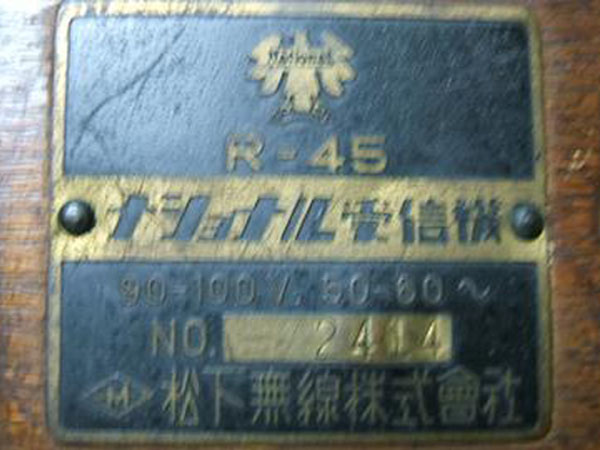 National
R-45
ナショナル受信機
90-100V. 50-60~
NO. 2414
M 松下無線株式會社